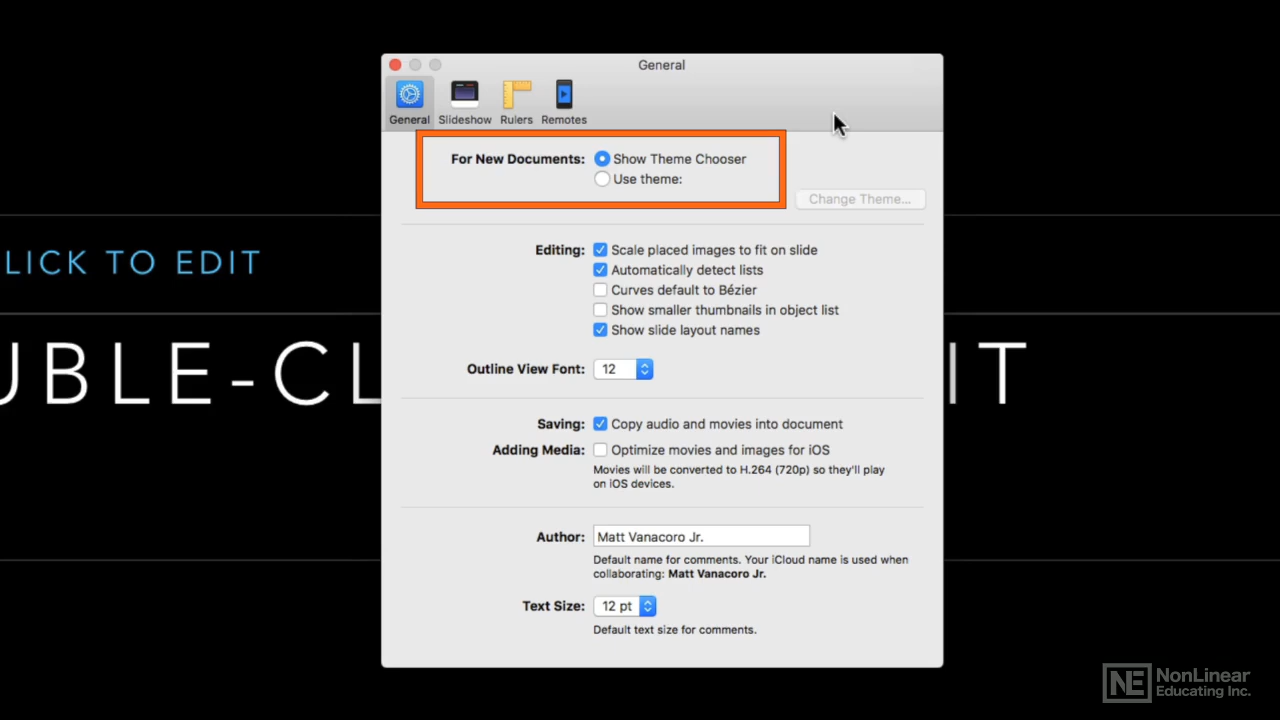 General
General Slideshow Rulers Remotes
For New Documents: Show Theme Chooser
Use theme:
Change Theme...
LICK TO EDIT
UBLE-CL IT
Editing: Scale placed images to fit on slide
Automatically detect lists
Curves default to Bézier
Show smaller thumbnails in object list
Show slide layout names
Outline View Font: 12
Saving: Copy audio and movies into document
Adding Media: Optimize movies and images for iOS
Movies will be converted to H.264 (720p) so they'll play
on iOS devices.
Author: Matt Vanacoro Jr.
Default name for comments. Your iCloud name is used when
collaborating: Matt Vanacoro Jr.
Text Size: 12 pt
Default text size for comments.
NE NonLinear
Educating Inc.